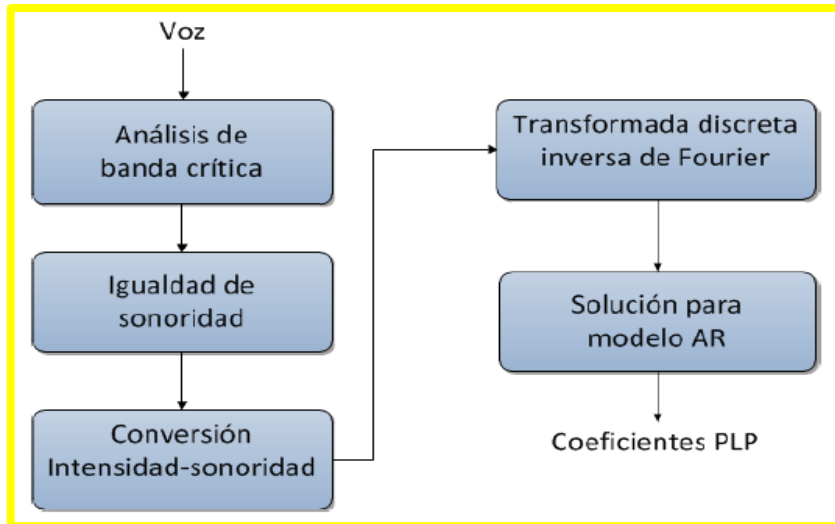 Voz
Análisis de
banda crítica
Igualdad de
sonoridad
Conversión
Intensidad-sonoridad
Transformada discreta
inversa de Fourier
Solución para
modelo AR
Coeficientes PLP